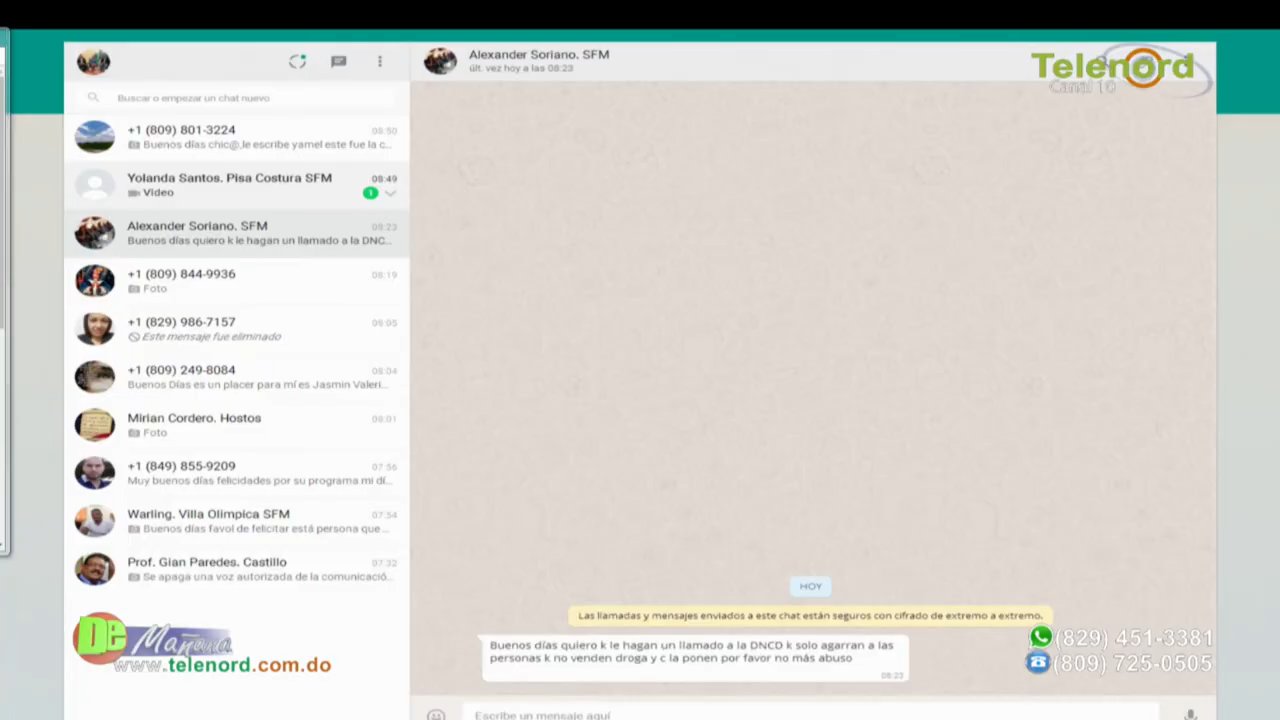 Alexander Soriano. SFM
últ. vez hoy a las 08:23
Telenord
Canal 10
Buscar o empezar un chat nuevo
+1 (809) 801-3224
08:50
Buenos días chic@,le escribe yamel este fue la c...
Yolanda Santos. Pisa Costura SFM
08:49
Video
1
Alexander Soriano. SFM
08:23
Buenos días quiero k le hagan un llamado a la DNC...
+1 (809) 844-9936
08:19
Foto
+1 (829) 986-7157
08:05
Este mensaje fue eliminado
+1 (809) 249-8084
08:04
Buenos Días es un placer para mí es Jasmin Valeri...
Mirian Cordero. Hostos
08:01
Foto
+1 (849) 855-9209
07:56
Muy buenos días felicidades por su programa mi dí...
Warling. Villa Olimpica SFM
07:54
Buenos días favol de felicitar está persona que...
Prof. Gian Paredes. Castillo
07:32
Se apaga una voz autorizada de la comunicació...
HOY
Las llamadas y mensajes enviados a este chat están seguros con cifrado de extremo a extremo.
Buenos días quiero k le hagan un llamado a la DNCD k solo agarran a las
personas k no venden droga y c la ponen por favor no más abuso
08:23
De Mañana
www.telenord.com.do
(829) 451-3381
(809) 725-0505
Escribe un mensaje aquí